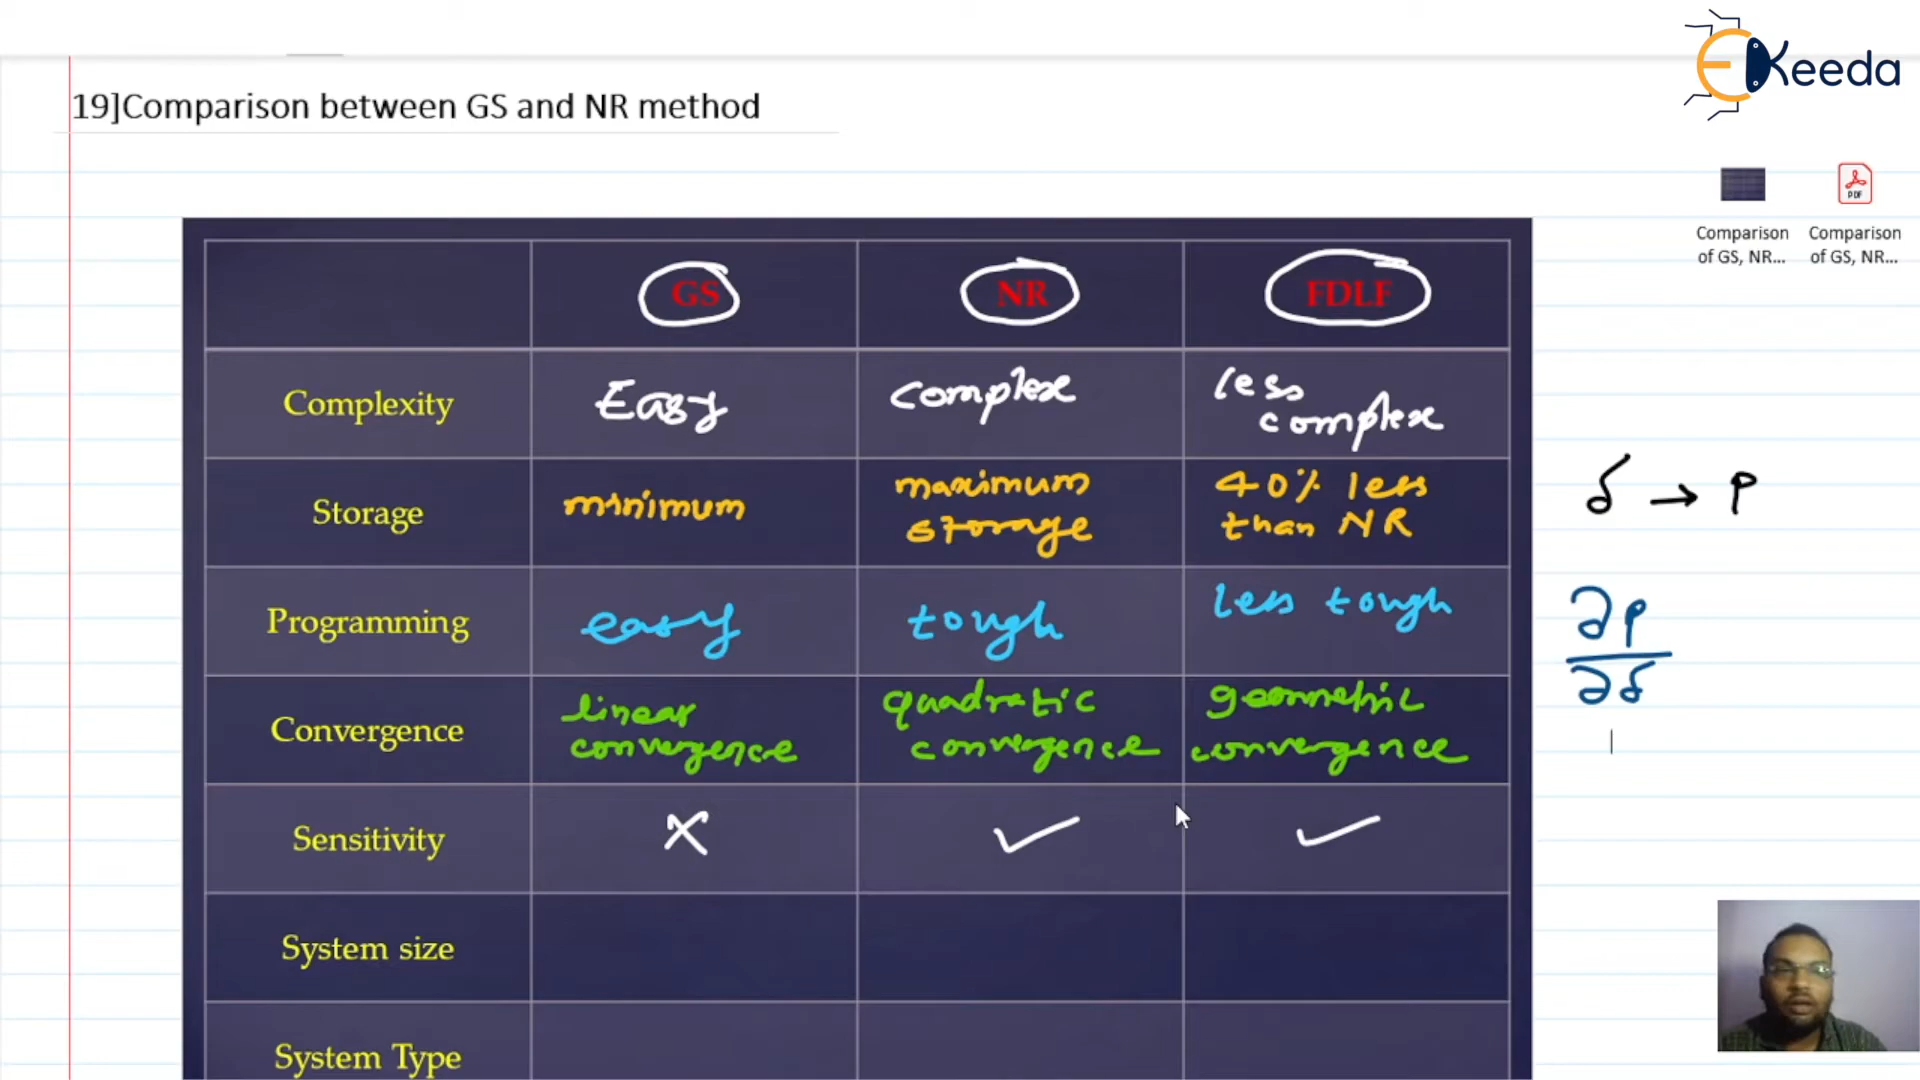 EKeeda
19]Comparison between GS and NR method
PDF
Comparison
of GS, NR...
Comparison
of GS, NR...
GS NR FDLF
Complexity Easy complex less
complex
Storage minimum maximum
storage 40% less
than NR
Programming easy tough less tough
Convergence linear
convergence quadratic
convergence geometric
convergence
Sensitivity X ✓ ✓
System size
System Type
δ → P
∂P
∂δ